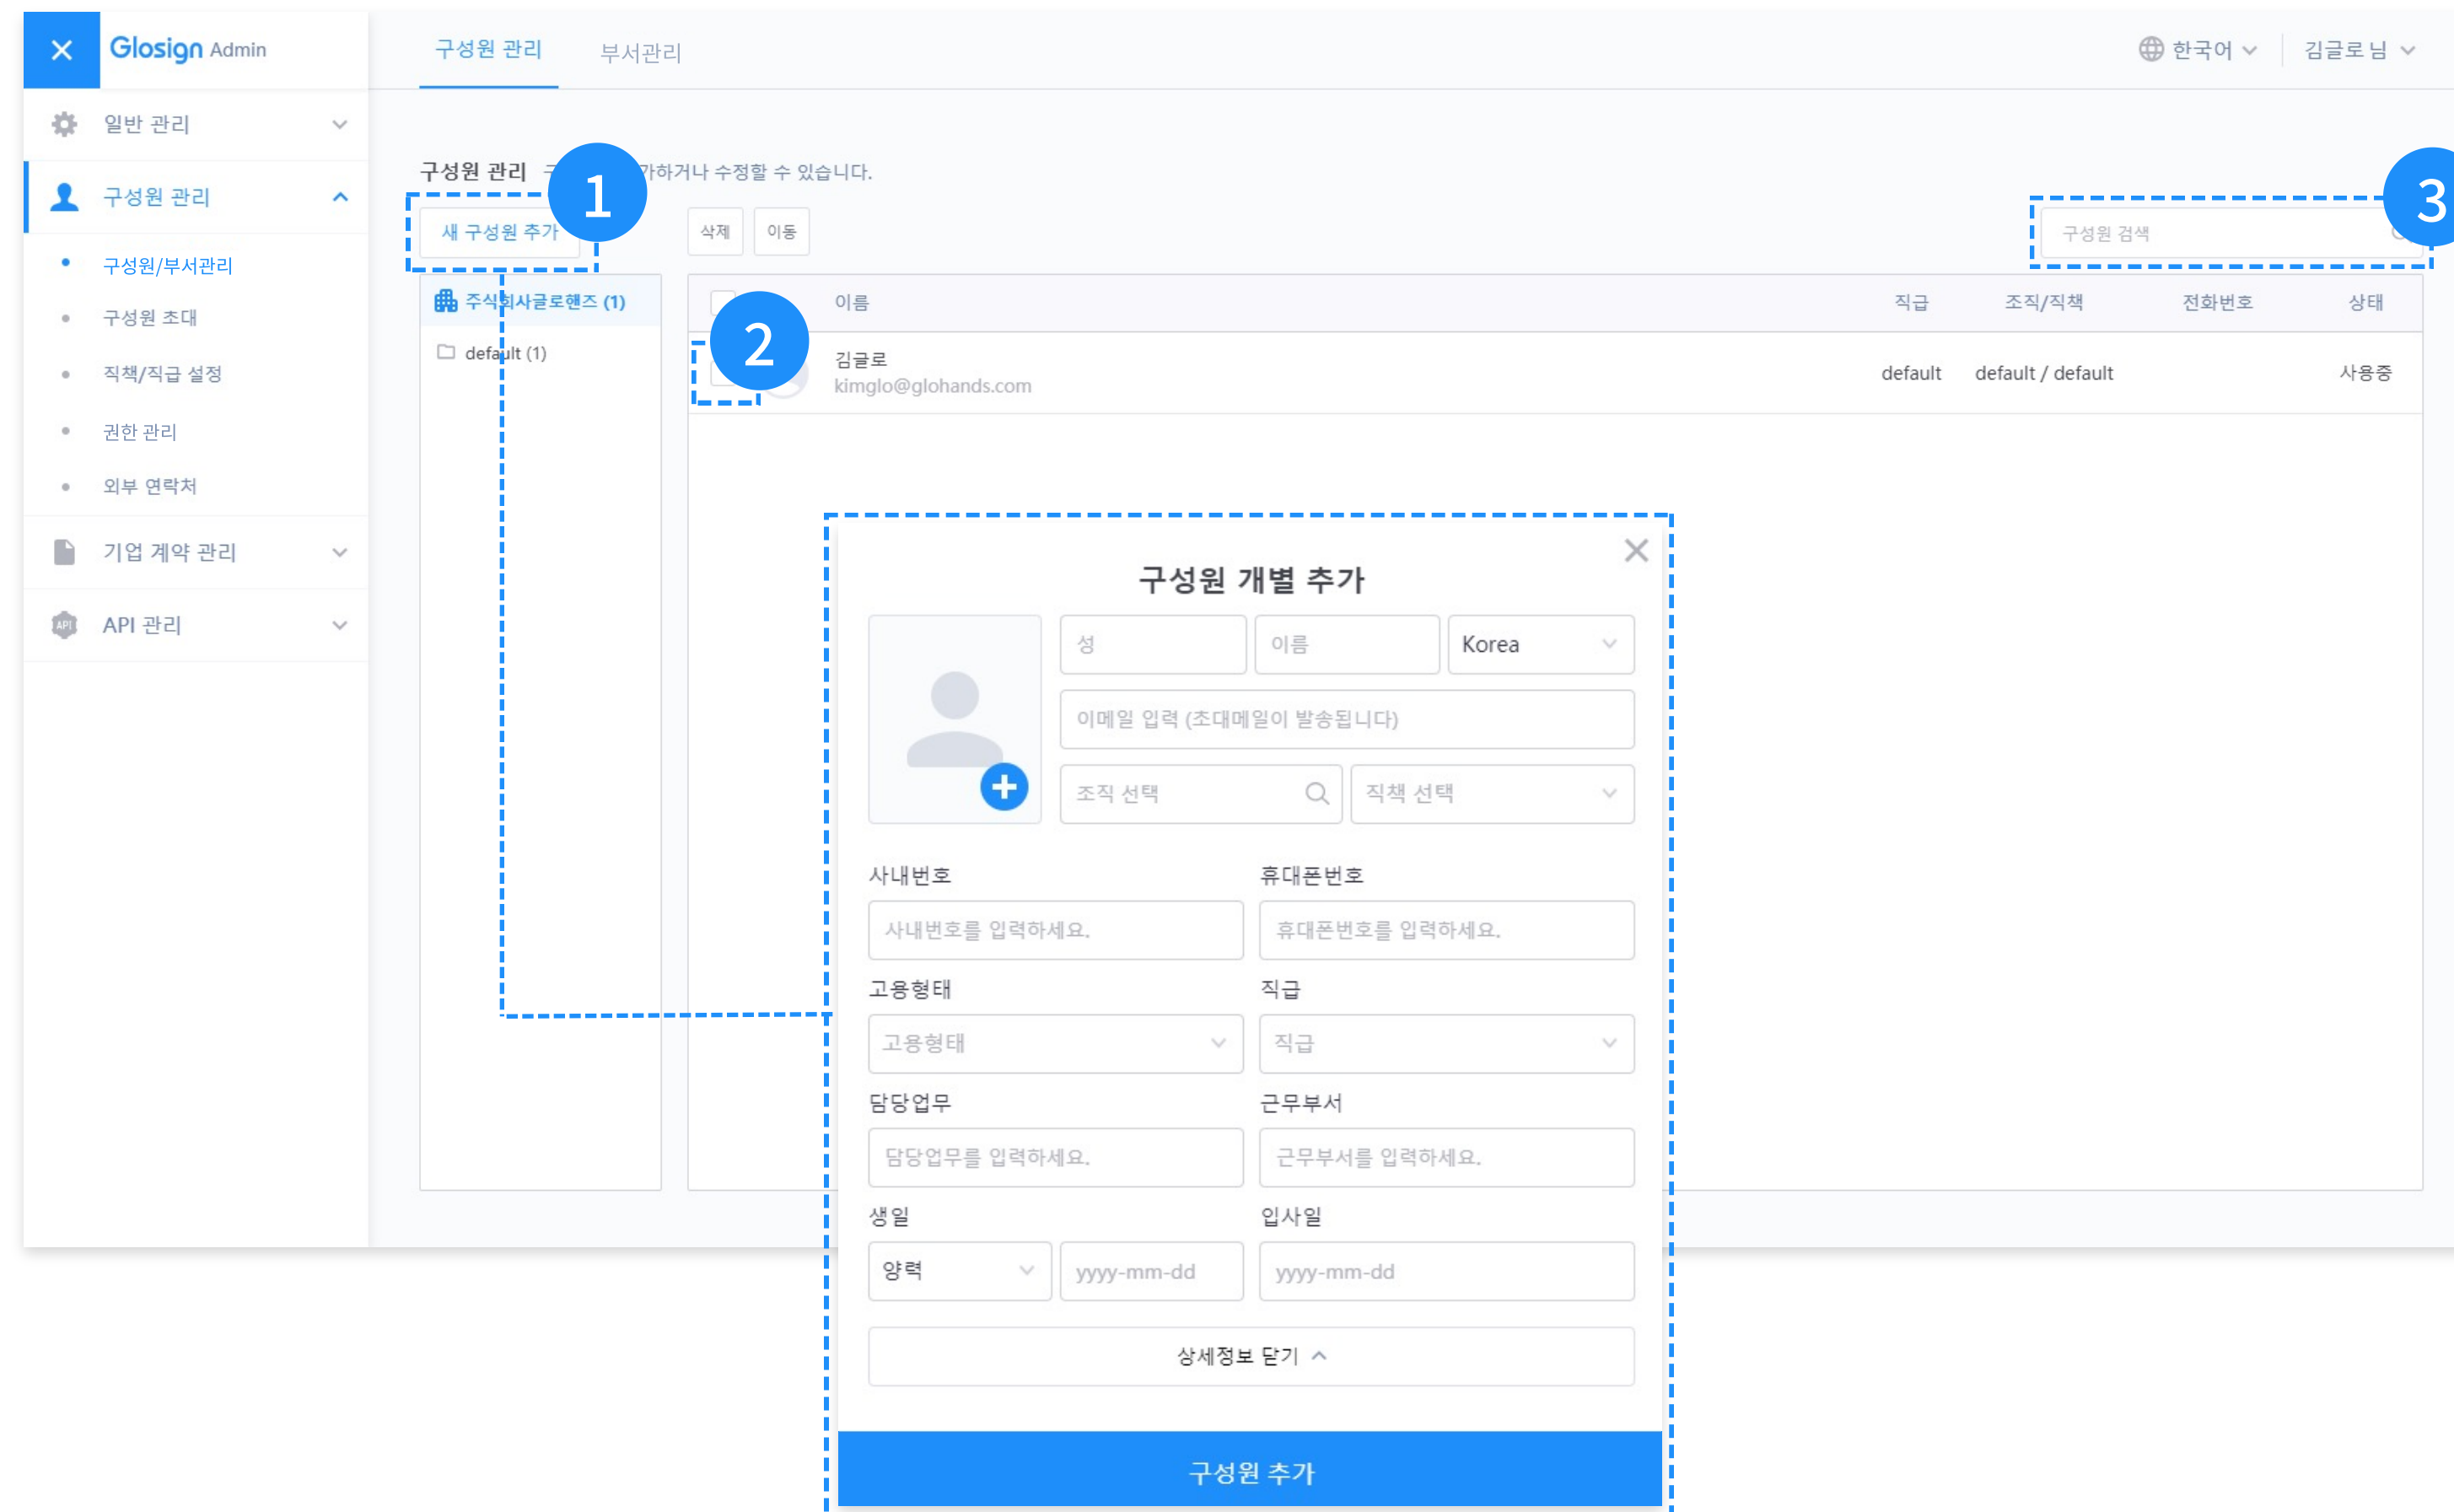 Glosign Admin
구성원 관리
부서관리
한국어
김글로 님
일반 관리
구성원 관리
구성원/부서관리
구성원 초대
직책/직급 설정
권한 관리
외부 연락처
기업 계약 관리
API
API 관리
구성원 관리 가하거나 수정할 수 있습니다.
1
새 구성원 추가
삭제
이동
구성원 검색
3
주식회사글로핸즈 (1)
default (1)
이름
직급
조직/직책
전화번호
상태
2
김글로
kimglo@glohands.com
default
default / default
사용중
구성원 개별 추가
성
이름
Korea
이메일 입력 (초대메일이 발송됩니다)
조직 선택
직책 선택
사내번호
휴대폰번호
사내번호를 입력하세요.
휴대폰번호를 입력하세요.
고용형태
직급
고용형태
직급
담당업무
근무부서
담당업무를 입력하세요.
근무부서를 입력하세요.
생일
입사일
양력
yyyy-mm-dd
yyyy-mm-dd
상세정보 닫기
구성원 추가